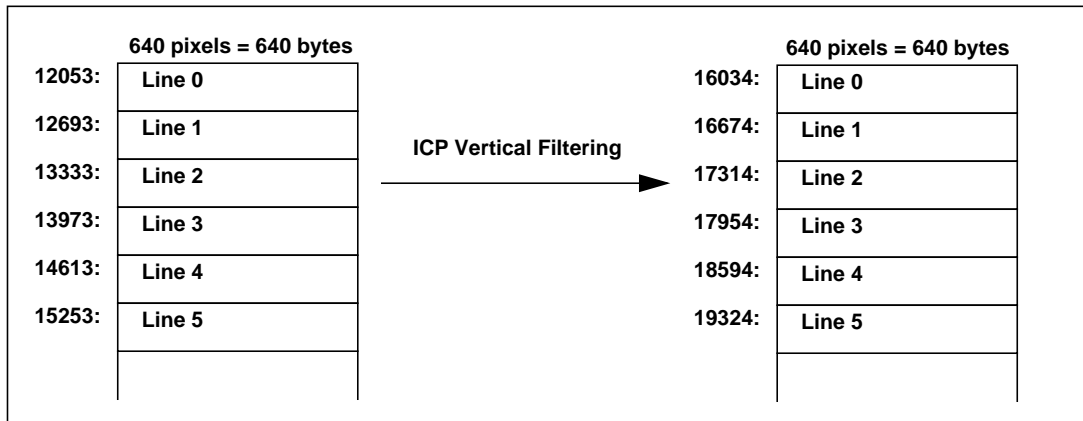 640 pixels = 640 bytes
12053: Line 0
12693: Line 1
13333: Line 2
13973: Line 3
14613: Line 4
15253: Line 5
ICP Vertical Filtering
640 pixels = 640 bytes
16034: Line 0
16674: Line 1
17314: Line 2
17954: Line 3
18594: Line 4
19324: Line 5